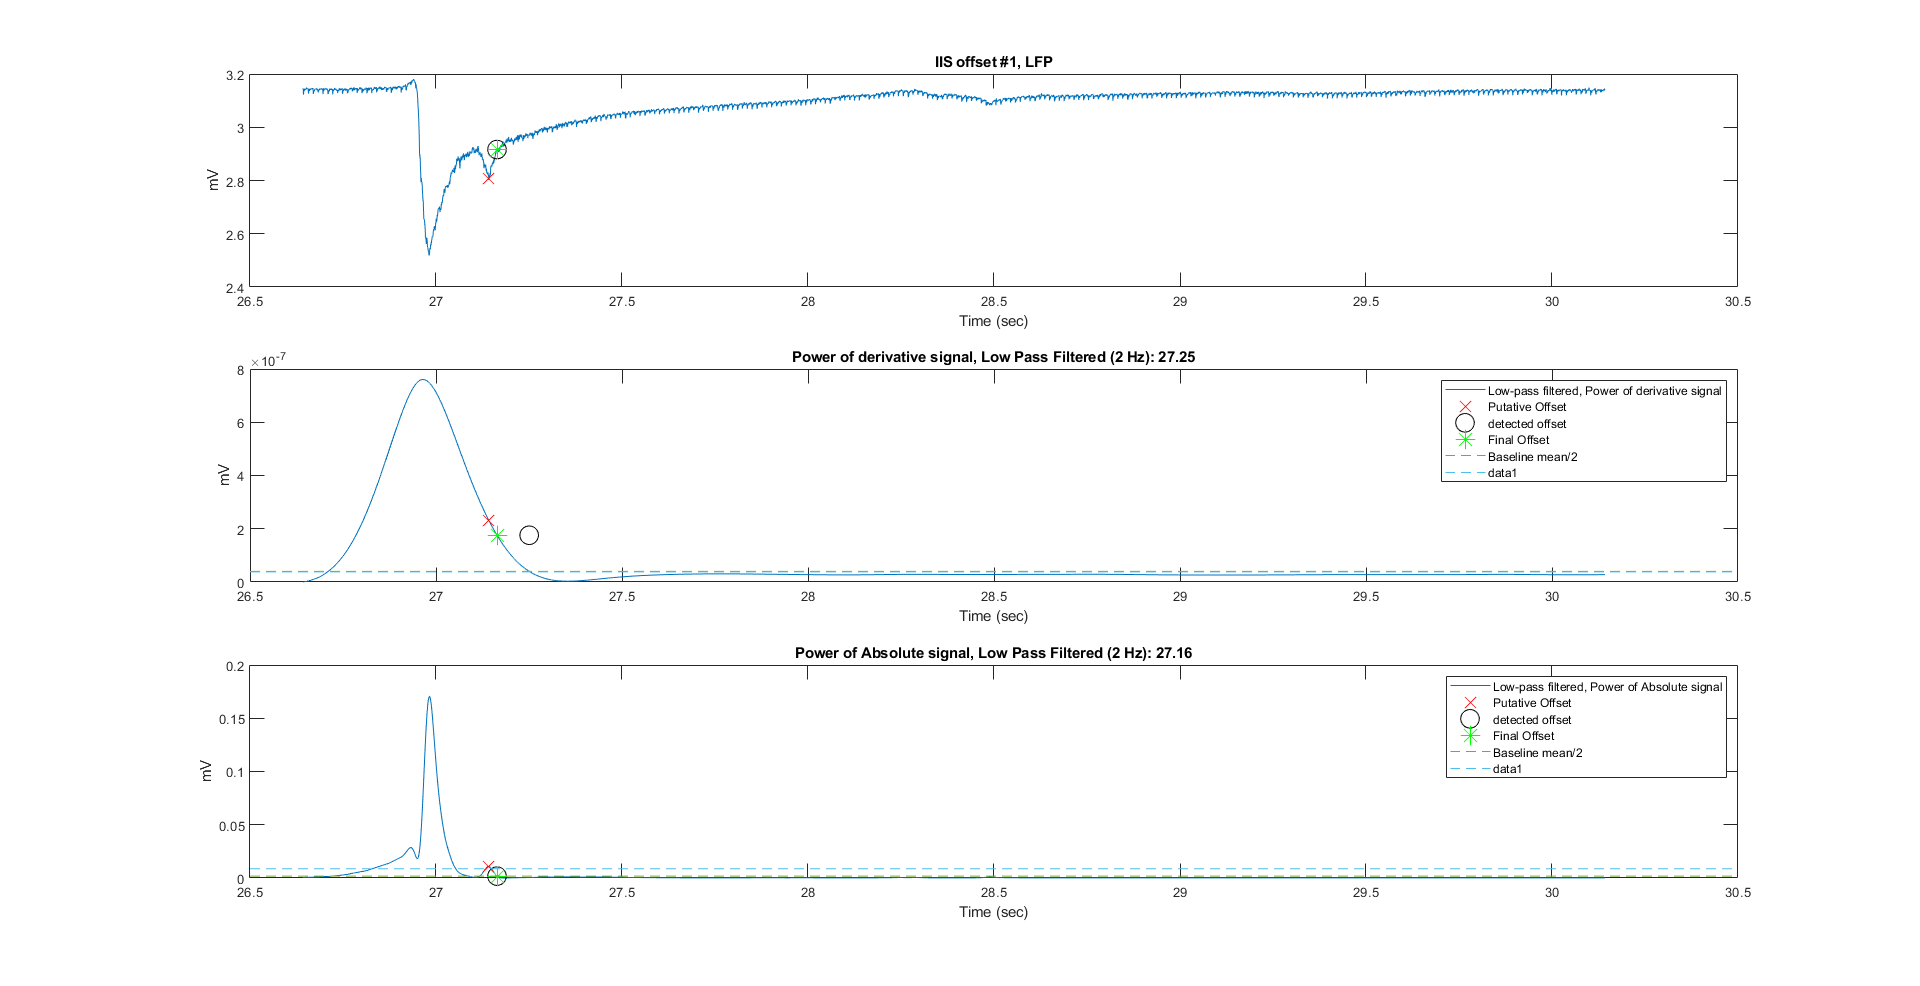 IIS offset #1, LFP
3.2
3
2.8
2.6
2.4
mV
26.5 27 27.5 28 28.5 29 29.5 30 30.5
Time (sec)
Power of derivative signal, Low Pass Filtered (2 Hz): 27.25
×10-7
8
6
4
2
0
mV
Low-pass filtered, Power of derivative signal
Putative Offset
detected offset
Final Offset
Baseline mean/2
data1
26.5 27 27.5 28 28.5 29 29.5 30 30.5
Time (sec)
Power of Absolute signal, Low Pass Filtered (2 Hz): 27.16
0.2
0.15
0.1
0.05
0
mV
Low-pass filtered, Power of Absolute signal
Putative Offset
detected offset
Final Offset
Baseline mean/2
data1
26.5 27 27.5 28 28.5 29 29.5 30 30.5
Time (sec)